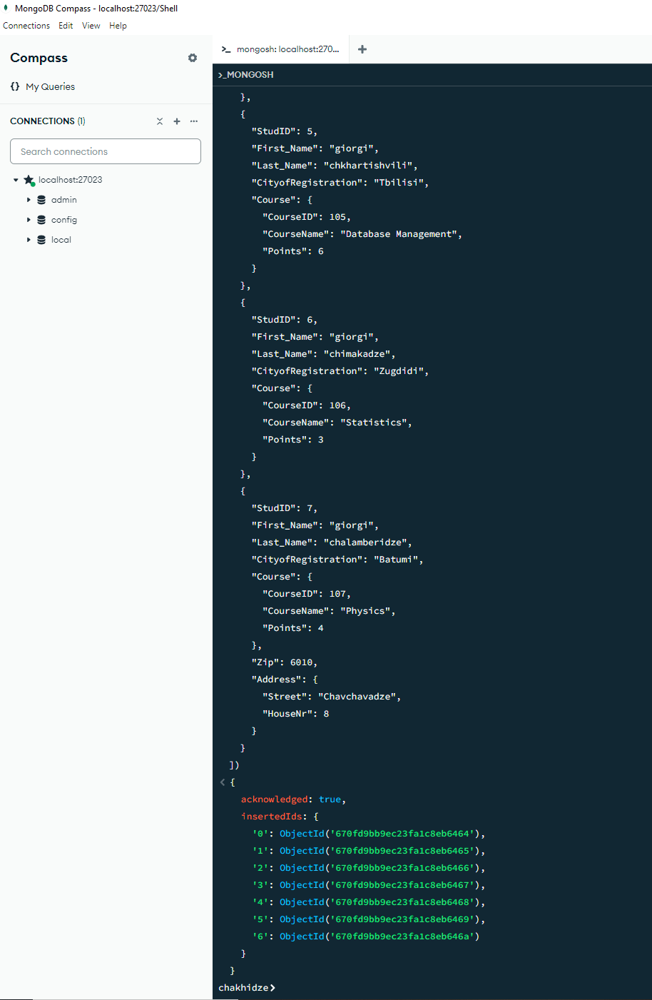 MongoDB Compass - localhost:27023/Shell
Connections Edit View Help
Compass
{} My Queries
CONNECTIONS (1)
Search connections
localhost:27023
admin
config
local
>_ mongosh: localhost:270... +
>_MONGOSH
},
{
"StudID": 5,
"First_Name": "giorgi",
"Last_Name": "chkhartishvili",
"CityofRegistration": "Tbilisi",
"Course": {
"CourseID": 105,
"CourseName": "Database Management",
"Points": 6
}
},
{
"StudID": 6,
"First_Name": "giorgi",
"Last_Name": "chimakadze",
"CityofRegistration": "Zugdidi",
"Course": {
"CourseID": 106,
"CourseName": "Statistics",
"Points": 3
}
},
{
"StudID": 7,
"First_Name": "giorgi",
"Last_Name": "chalamberidze",
"CityofRegistration": "Batumi",
"Course": {
"CourseID": 107,
"CourseName": "Physics",
"Points": 4
},
"Zip": 6010,
"Address": {
"Street": "Chavchavadze",
"HouseNr": 8
}
}
])
< {
acknowledged: true,
insertedIds: {
'0': ObjectId('670fd9bb9ec23fa1c8eb6464'),
'1': ObjectId('670fd9bb9ec23fa1c8eb6465'),
'2': ObjectId('670fd9bb9ec23fa1c8eb6466'),
'3': ObjectId('670fd9bb9ec23fa1c8eb6467'),
'4': ObjectId('670fd9bb9ec23fa1c8eb6468'),
'5': ObjectId('670fd9bb9ec23fa1c8eb6469'),
'6': ObjectId('670fd9bb9ec23fa1c8eb646a')
}
}
chakhidze>